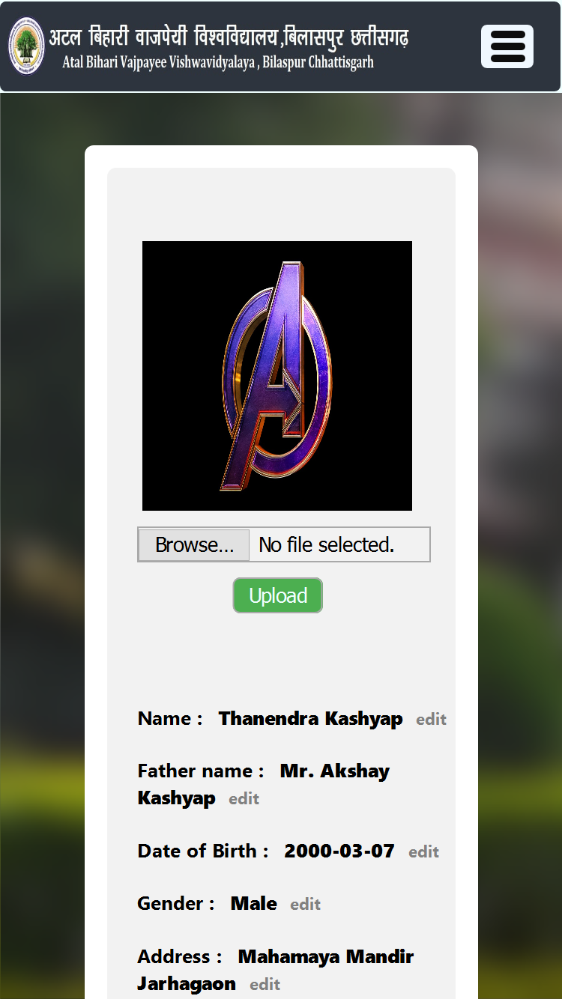 अटल बिहारी वाजपेयी विश्वविद्यालय,बिलासपुर छत्तीसगढ़
Atal Bihari Vajpayee Vishwavidyalaya , Bilaspur Chhattisgarh
Browse... No file selected.
Upload
Name : Thanendra Kashyap edit
Father name : Mr. Akshay
Kashyap edit
Date of Birth : 2000-03-07 edit
Gender : Male edit
Address : Mahamaya Mandir
Jarhagaon edit